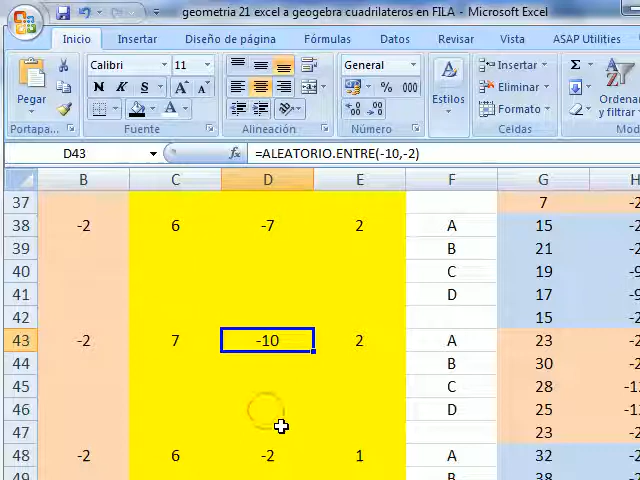 geometria 21 excel a geogebra cuadrilateros en FILA - Microsoft Excel
Inicio Insertar Diseño de página Fórmulas Datos Revisar Vista ASAP Utilities
Pegar
Calibri 11
N K S A A
A
General
% 000
Estilos
Insertar
Eliminar
Formato
Σ
Ordenar
y filtrar
Portapa... Fuente Alineación Número Celdas
D43 fx =ALEATORIO.ENTRE(-10,-2)
B C D E F G H
37 7
38 -2 6 -7 2 A 15
39 B 21
40 C 19
41 D 17
42 15
43 -2 7 -10 2 A 23
44 B 30
45 C 28
46 D 25
47 23
48 -2 6 -2 1 A 32
49 B 38